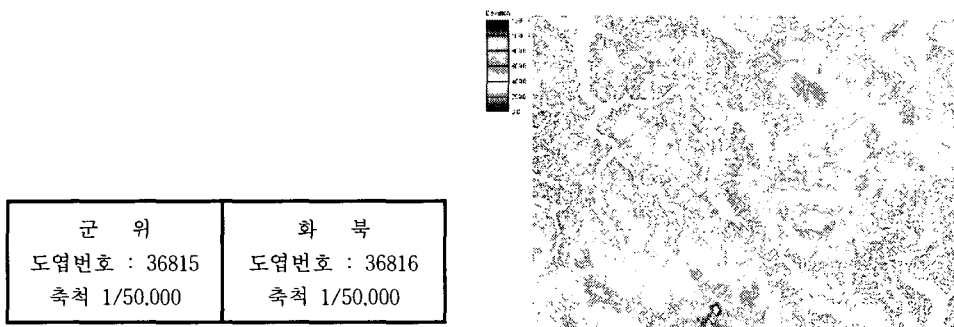 군 위
도엽번호 : 36815
축척 1/50,000
화 북
도엽번호 : 36816
축척 1/50,000